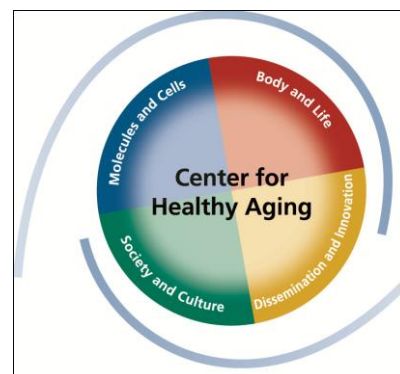 Molecules and Cells
Body and Life
Center for
Healthy Aging
Society and Culture
Dissemination and Innovation